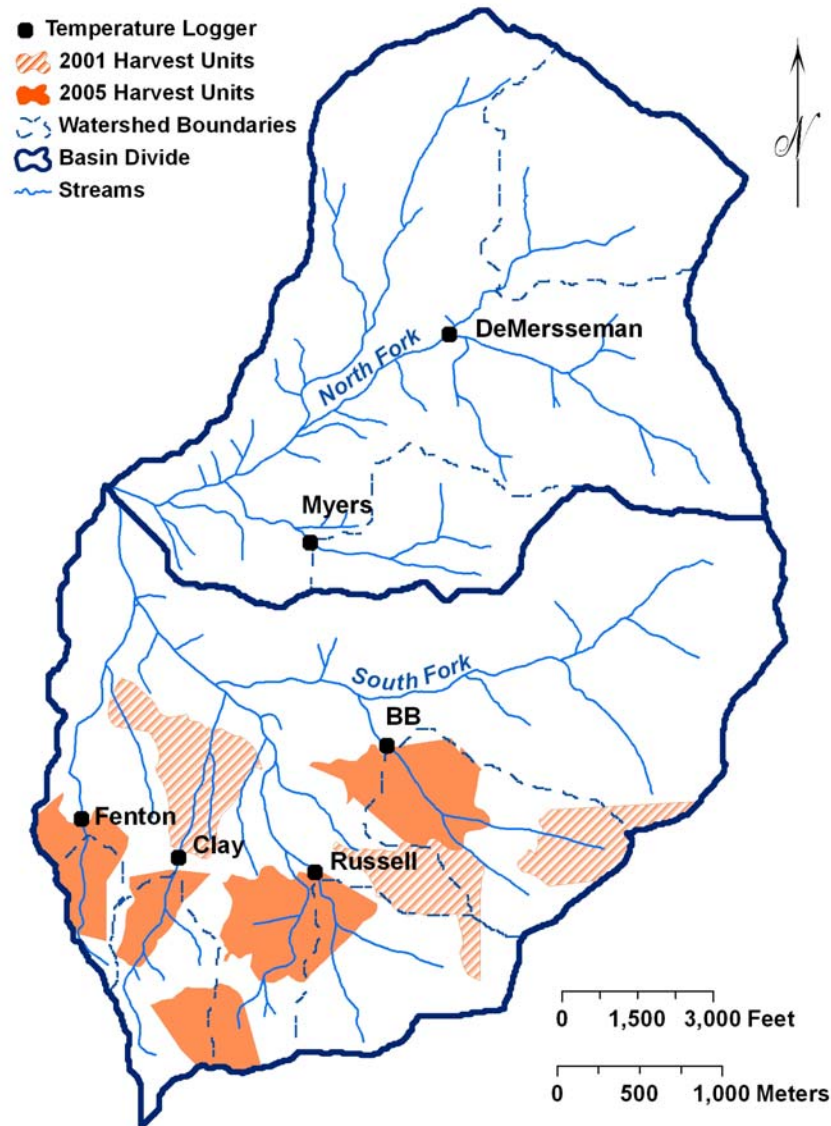 Temperature Logger
2001 Harvest Units
2005 Harvest Units
Watershed Boundaries
Basin Divide
Streams
N
DeMersseman
North Fork
Myers
South Fork
BB
Fenton
Clay
Russell
0 1,500 3,000 Feet
0 500 1,000 Meters